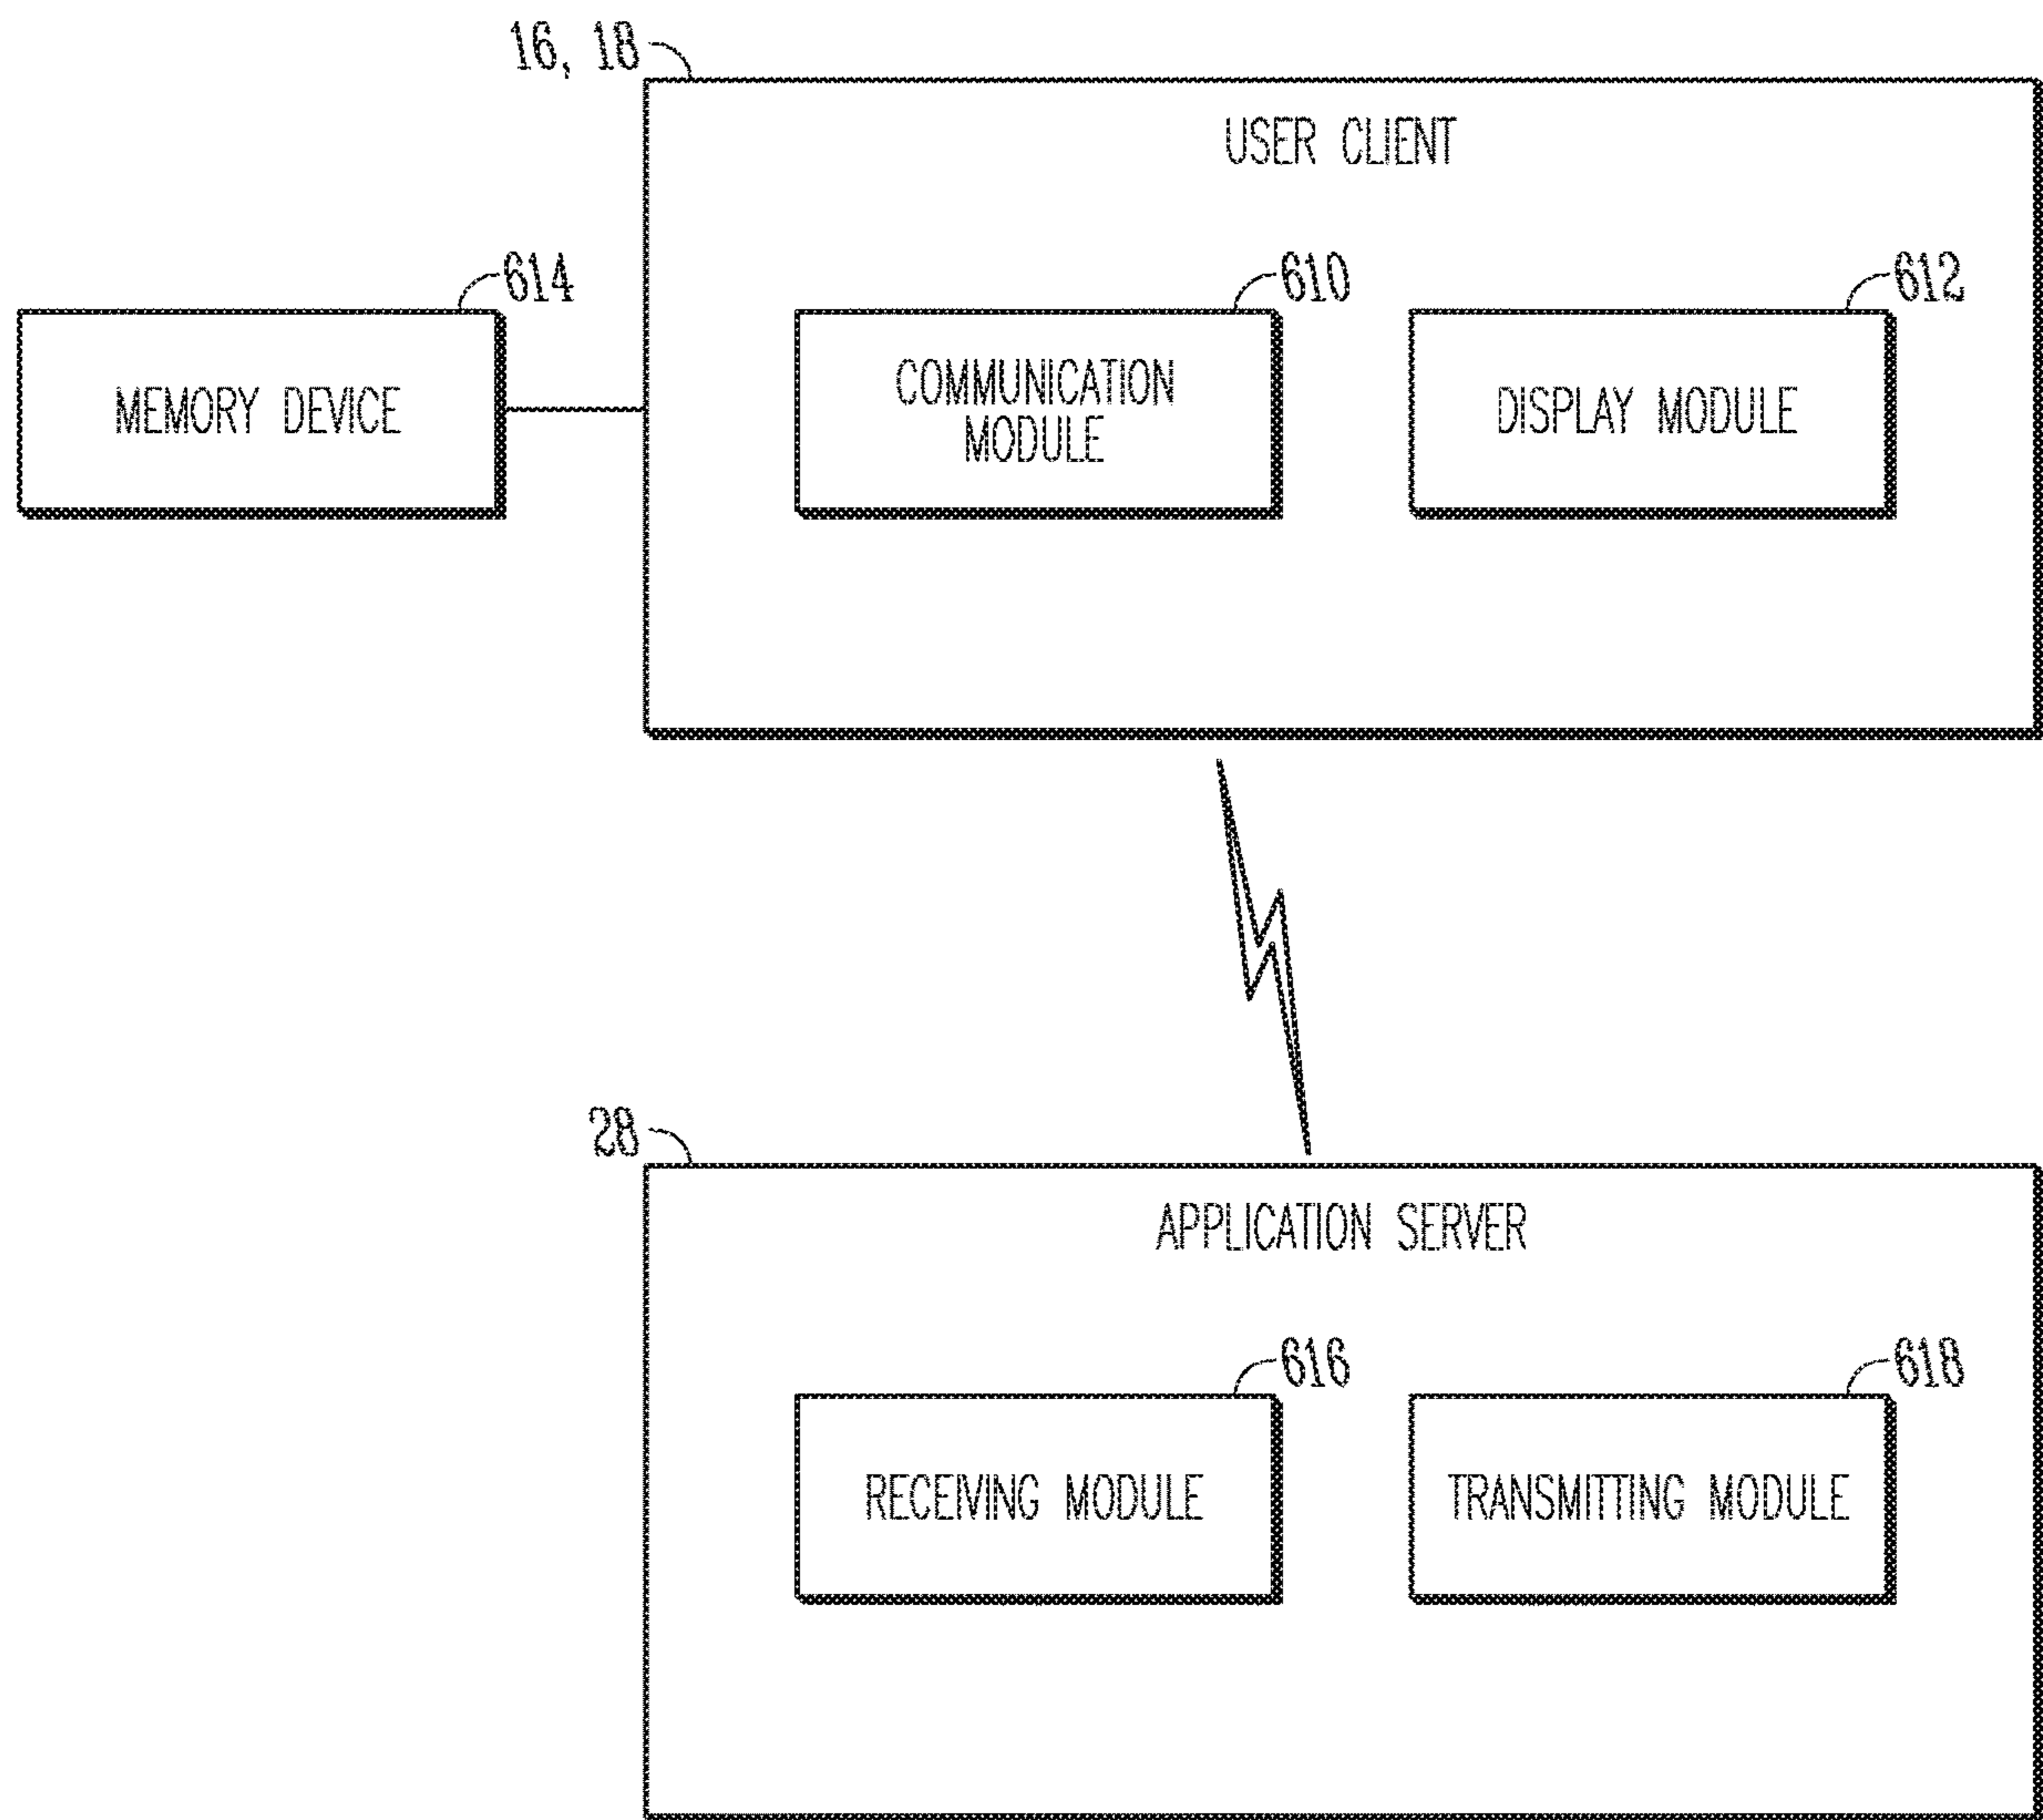 16, 18
USER CLIENT
614
610
612
MEMORY DEVICE
COMMUNICATION
MODULE
DISPLAY MODULE
28
APPLICATION SERVER
616
618
RECEIVING MODULE
TRANSMITTING MODULE